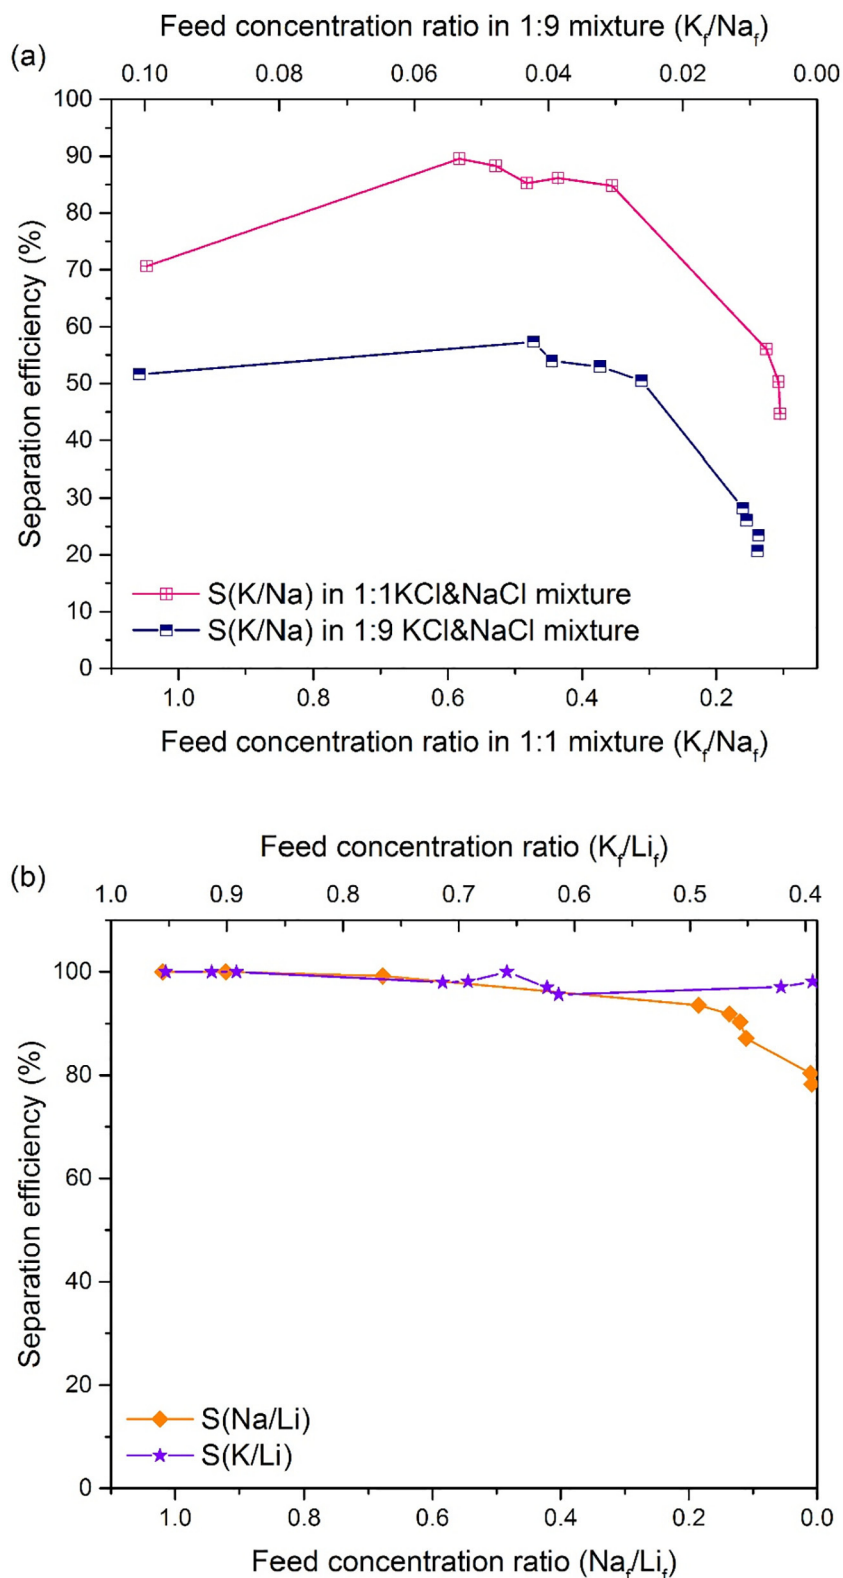 Feed concentration ratio in 1:9 mixture (Kf/Naf)
(a)
0.10 0.08 0.06 0.04 0.02 0.00
100
90
80
70
60
50
40
30
20
10
0
Separation efficiency (%)
S(K/Na) in 1:1KCl&NaCl mixture
S(K/Na) in 1:9 KCl&NaCl mixture
1.0 0.8 0.6 0.4 0.2
Feed concentration ratio in 1:1 mixture (Kf/Naf)
Feed concentration ratio (Kf/Lif)
(b)
1.0 0.9 0.8 0.7 0.6 0.5 0.4
100
80
60
40
20
0
Separation efficiency (%)
S(Na/Li)
S(K/Li)
1.0 0.8 0.6 0.4 0.2 0.0
Feed concentration ratio (Naf/Lif)